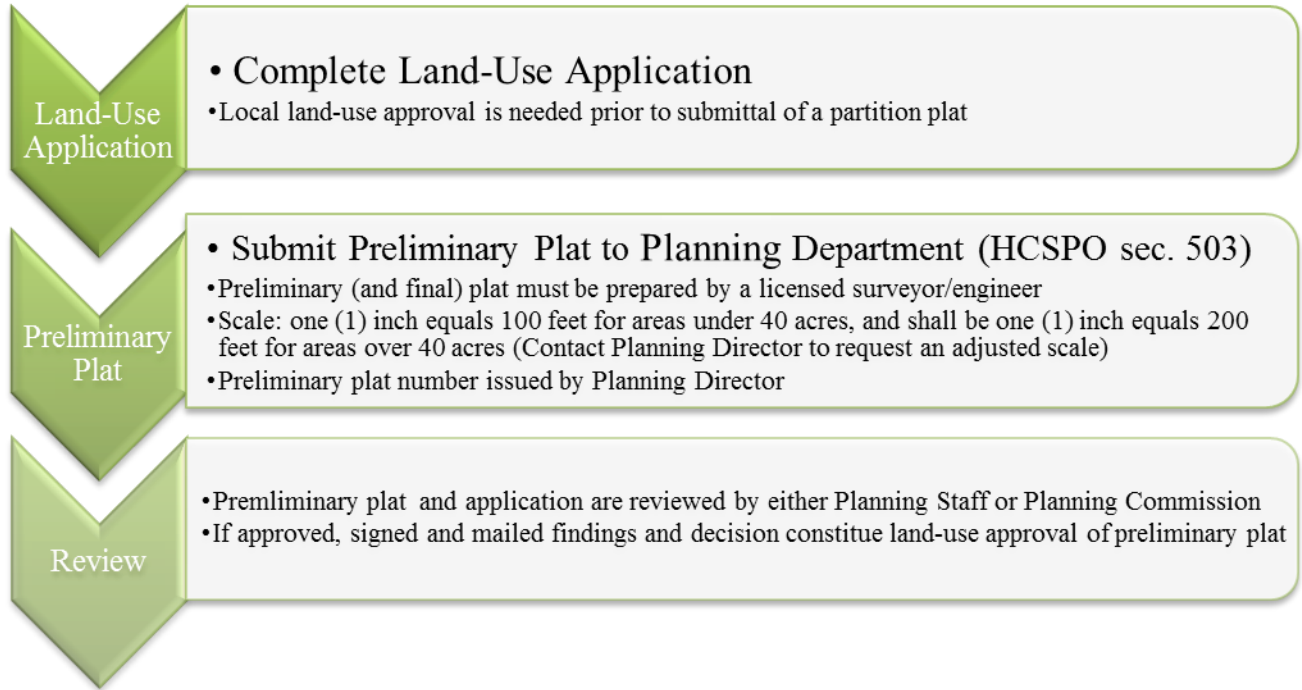 Land-Use
Application
• Complete Land-Use Application
•Local land-use approval is needed prior to submittal of a partition plat
Preliminary
Plat
• Submit Preliminary Plat to Planning Department (HCSPO sec. 503)
•Preliminary (and final) plat must be prepared by a licensed surveyor/engineer
•Scale: one (1) inch equals 100 feet for areas under 40 acres, and shall be one (1) inch equals 200
feet for areas over 40 acres (Contact Planning Director to request an adjusted scale)
•Preliminary plat number issued by Planning Director
Review
•Premliminary plat and application are reviewed by either Planning Staff or Planning Commission
•If approved, signed and mailed findings and decision constitue land-use approval of preliminary plat